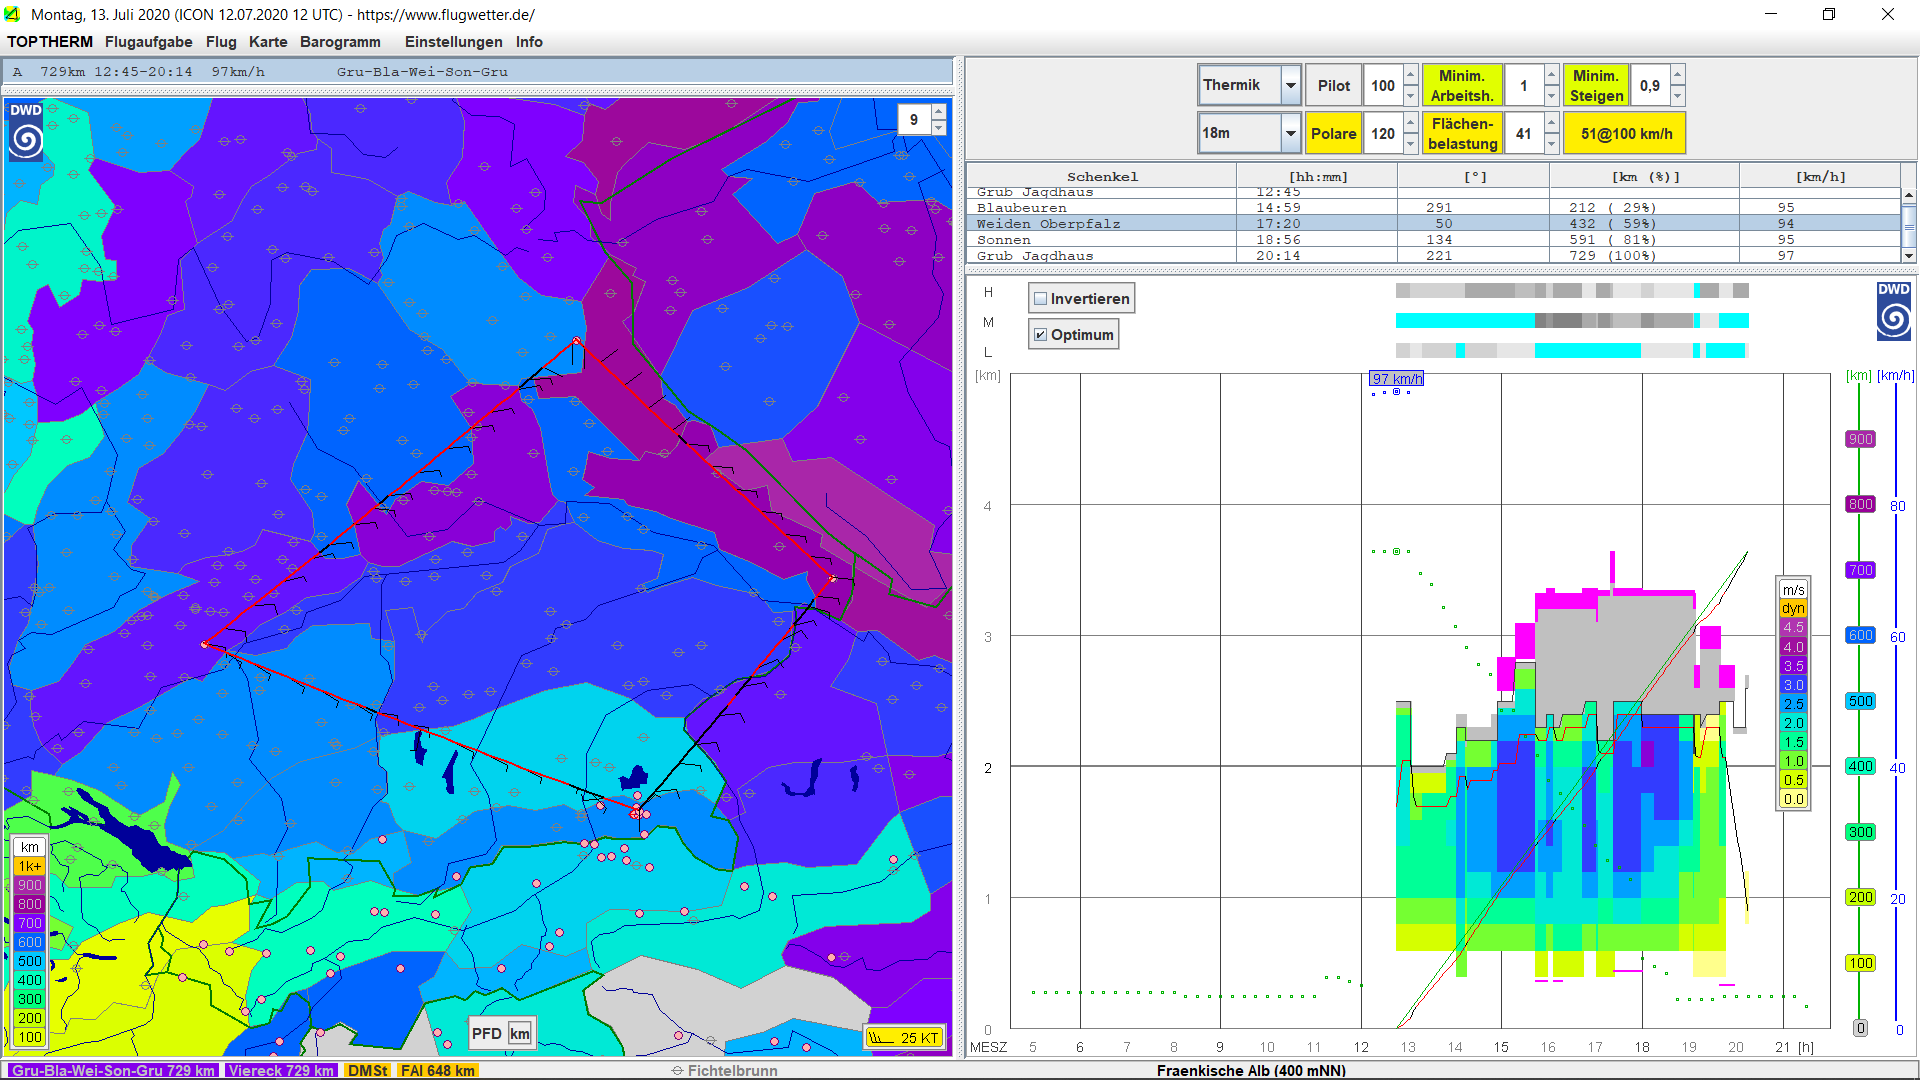 Montag, 13. Juli 2020 (ICON 12.07.2020 12 UTC) - https://www.flugwetter.de/
TOPTHERM Flugaufgabe Flug Karte Barogramm Einstellungen Info
A 729km 12:45-20:14 97km/h Gru-Bla-Wei-Son-Gru
DWD
9
km
1k+
900
800
700
600
500
400
300
200
100
PFD km
25 KT
Thermik Pilot 100 Minim. Arbeitsh. 1 Minim. Steigen 0,9
18m Polare 120 Flächen-belastung 41 51@100 km/h
Schenkel [hh:mm] [°] [km (%)] [km/h]
Grub Jagdhaus 12:45
Blaubeuren 14:59 291 212 ( 29%) 95
Weiden Oberpfalz 17:20 50 432 ( 59%) 94
Sonnen 18:56 134 591 ( 81%) 95
Grub Jagdhaus 20:14 221 729 (100%) 97
H
M
L
Invertieren
Optimum
DWD
[km]
97 km/h
[km] [km/h]
4
3
2
1
0
900
800
700
600
500
400
300
200
100
0
80
60
40
20
0
m/s
dyn
4.5
4.0
3.5
3.0
2.5
2.0
1.5
1.0
0.5
0.0
MESZ 5 6 7 8 9 10 11 12 13 14 15 16 17 18 19 20 21 [h]
Gru-Bla-Wei-Son-Gru 729 km Viereck 729 km DMSt FAI 648 km Fichtelbrunn Fraenkische Alb (400 mNN)